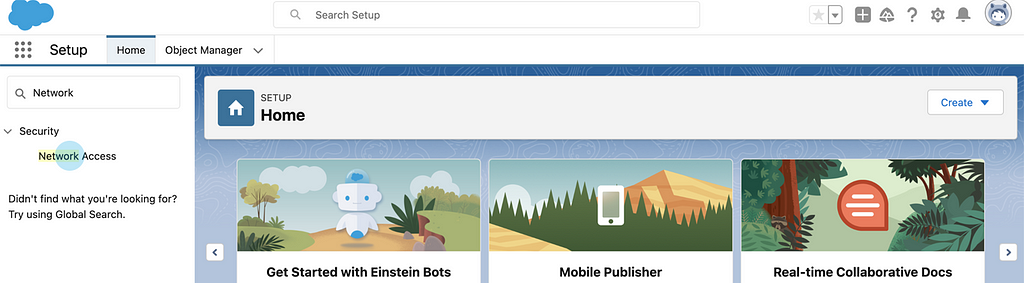 Search Setup
Setup
Home
Object Manager
Network
Security
Network Access
Didn't find what you're looking for?
Try using Global Search.
SETUP
Home
Create
Get Started with Einstein Bots
Mobile Publisher
Real-time Collaborative Docs